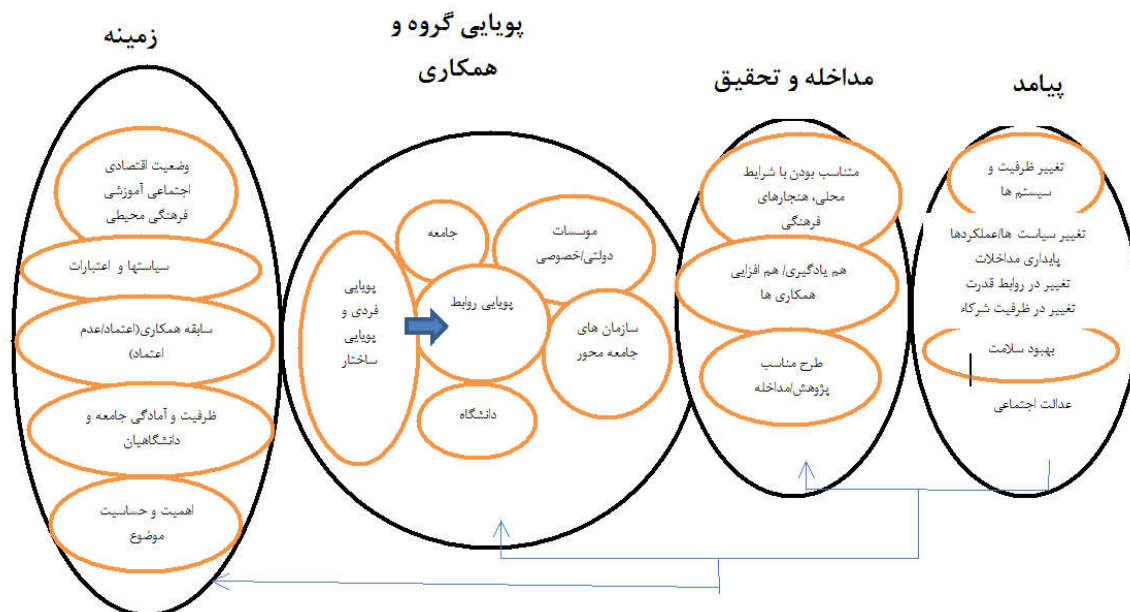 زمینه
وضعیت اقتصادی
اجتماعی آموزشی
فرهنگی محیطی
سیاستها و اعتبارات
سابقه همکاری(اعتماد/عدم
اعتماد)
ظرفیت و آمادگی جامعه و
دانشگاهیان
اهمیت و حساسیت
موضوع
پویایی گروه و
همکاری
پویایی
فردی و
پویایی
ساختار
جامعه
موسسات
دولتی/خصوصی
پویایی روابط
سازمان های
جامعه محور
دانشگاه
مداخله و تحقیق
متناسب بودن با شرایط
محلی، هنجارهای
فرهنگی
هم یادگیری/ هم افزایی
همکاری ها
طرح مناسب
پژوهش/مداخله
پیامد
تغییر ظرفیت و
سیستم ها
تغییر سیاست ها/عملکردها
پایداری مداخلات
تغییر در روابط قدرت
تغییر در ظرفیت شرکاء
بهبود سلامت
عدالت اجتماعی